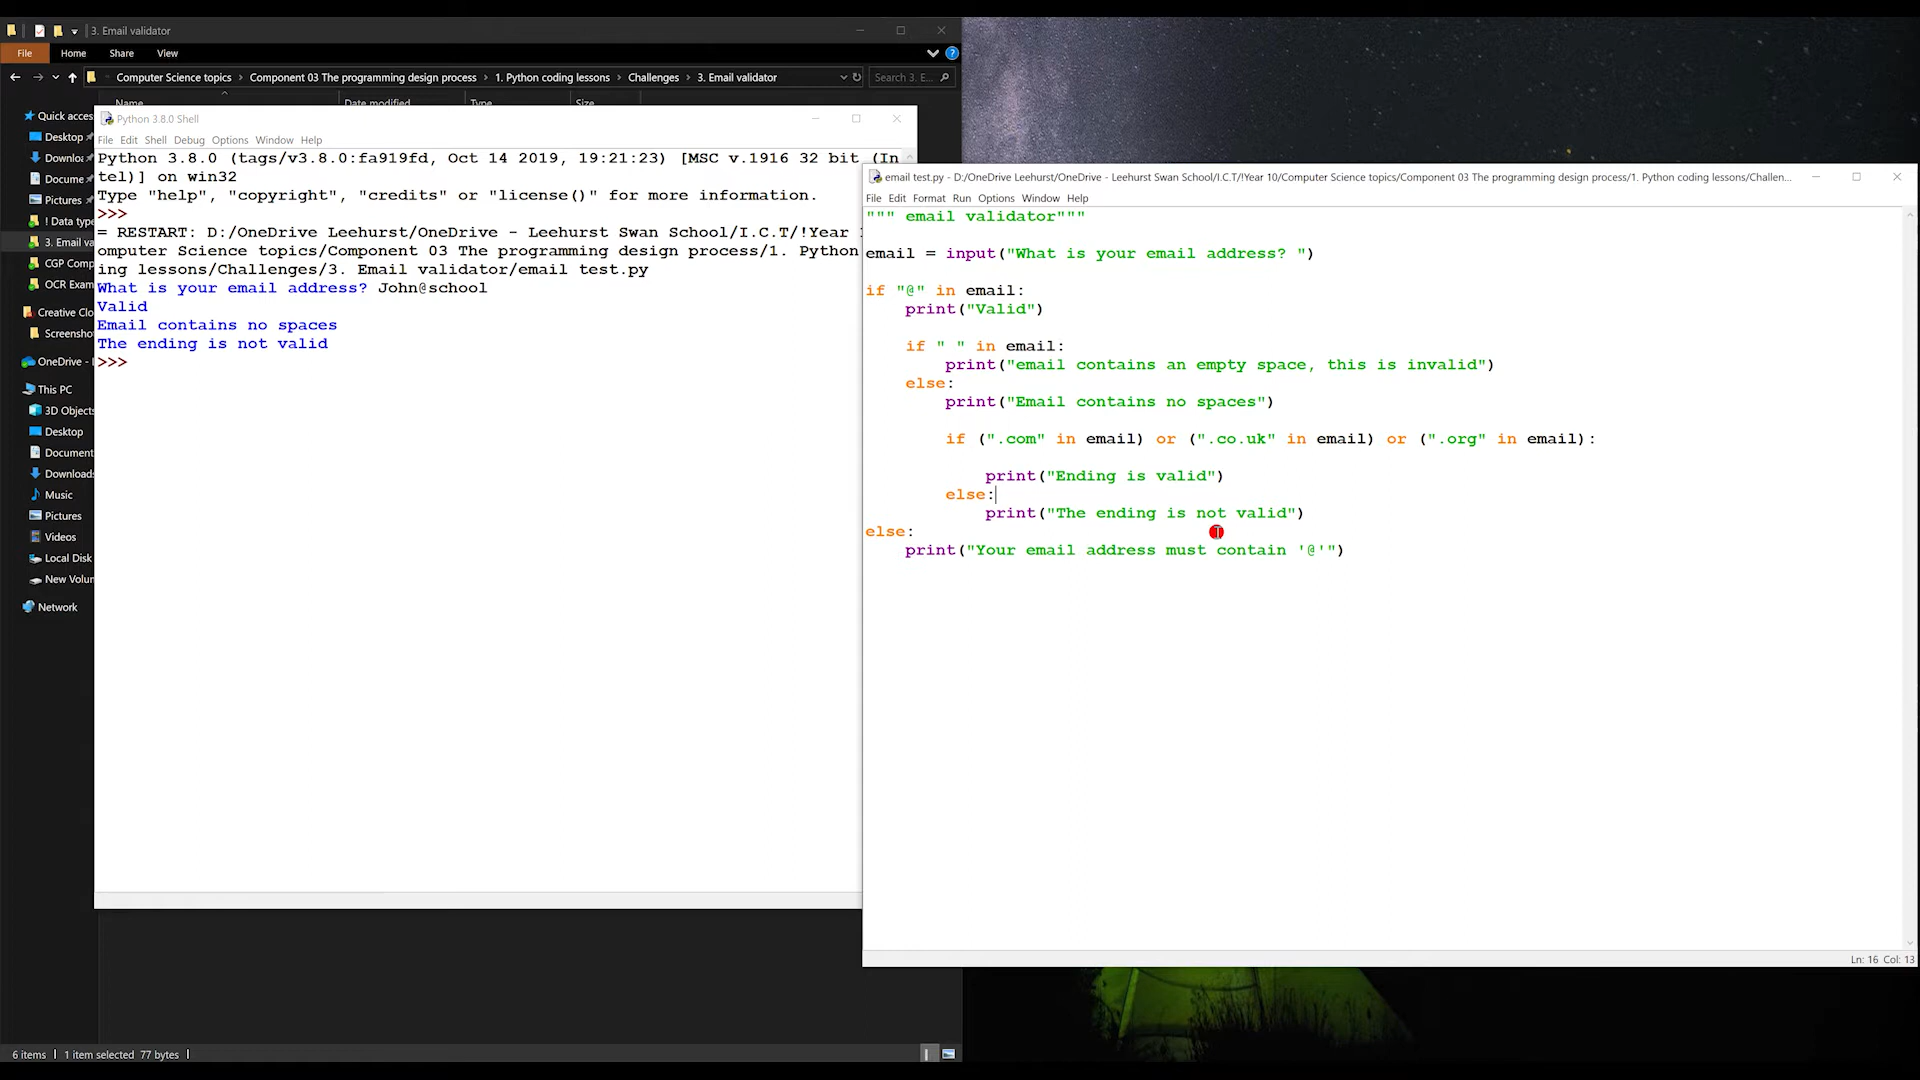 3. Email validator
File Home Share View
Computer Science topics > Component 03 The programming design process > 1. Python coding lessons > Challenges > 3. Email validator
Search 3. E...
Name Date modified Type Size
Quick acces
Desktop
Downloa
Docume
Pictures
! Data type
3. Email va
CGP Comp
OCR Exam
Creative Clo
Screensho
OneDrive -
This PC
3D Objects
Desktop
Document
Downloads
Music
Pictures
Videos
Local Disk
New Volun
Network
6 items 1 item selected 77 bytes
Python 3.8.0 Shell
File Edit Shell Debug Options Window Help
Python 3.8.0 (tags/v3.8.0:fa919fd, Oct 14 2019, 19:21:23) [MSC v.1916 32 bit (In
tel)] on win32
Type "help", "copyright", "credits" or "license()" for more information.
>>>
= RESTART: D:/OneDrive Leehurst/OneDrive - Leehurst Swan School/I.C.T/!Year
omputer Science topics/Component 03 The programming design process/1. Python
ing lessons/Challenges/3. Email validator/email test.py
What is your email address? John@school
Valid
Email contains no spaces
The ending is not valid
>>>
email test.py - D:/OneDrive Leehurst/OneDrive - Leehurst Swan School/I.C.T/!Year 10/Computer Science topics/Component 03 The programming design process/1. Python coding lessons/Challen...
File Edit Format Run Options Window Help
""" email validator"""
email = input("What is your email address? ")
if "@" in email:
    print("Valid")
    if " " in email:
        print("email contains an empty space, this is invalid")
    else:
        print("Email contains no spaces")
        if (".com" in email) or (".co.uk" in email) or (".org" in email):
            print("Ending is valid")
        else:
            print("The ending is not valid")
else:
    print("Your email address must contain '@'")
Ln: 16 Col: 13